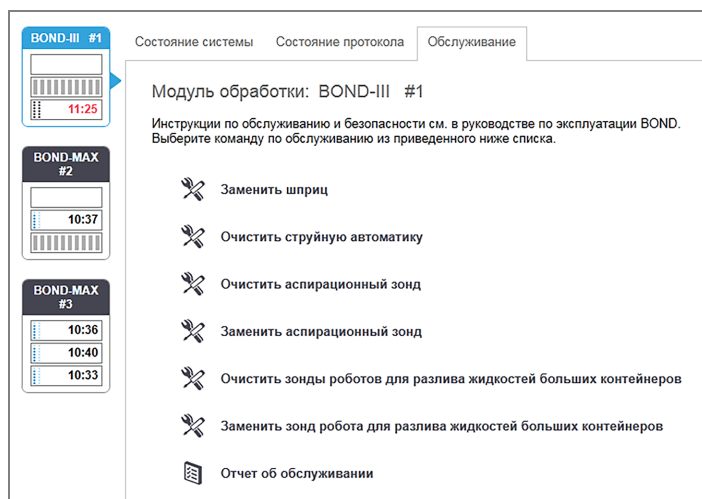 BOND-III #1
11:25
BOND-MAX
#2
10:37
BOND-MAX
#3
10:36
10:40
10:33
Состояние системы Состояние протокола Обслуживание
Модуль обработки: BOND-III #1
Инструкции по обслуживанию и безопасности см. в руководстве по эксплуатации BOND.
Выберите команду по обслуживанию из приведенного ниже списка.
Заменить шприц
Очистить струйную автоматику
Очистить аспирационный зонд
Заменить аспирационный зонд
Очистить зонды роботов для разлива жидкостей больших контейнеров
Заменить зонд робота для разлива жидкостей больших контейнеров
Отчет об обслуживании